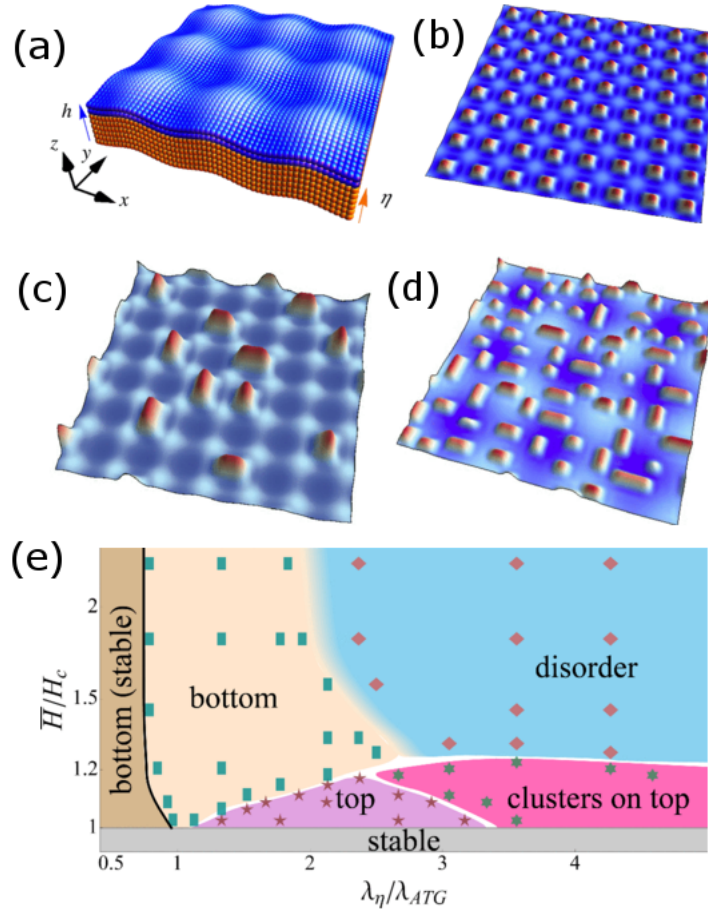 (a)
(b)
h
z
y
x
η
(c)
(d)
(e)
H̅/H_c
2
1.5
1.2
1
bottom (stable)
bottom
disorder
top
clusters on top
stable
0.5 1 2 3 4
λ_η/λ_ATG